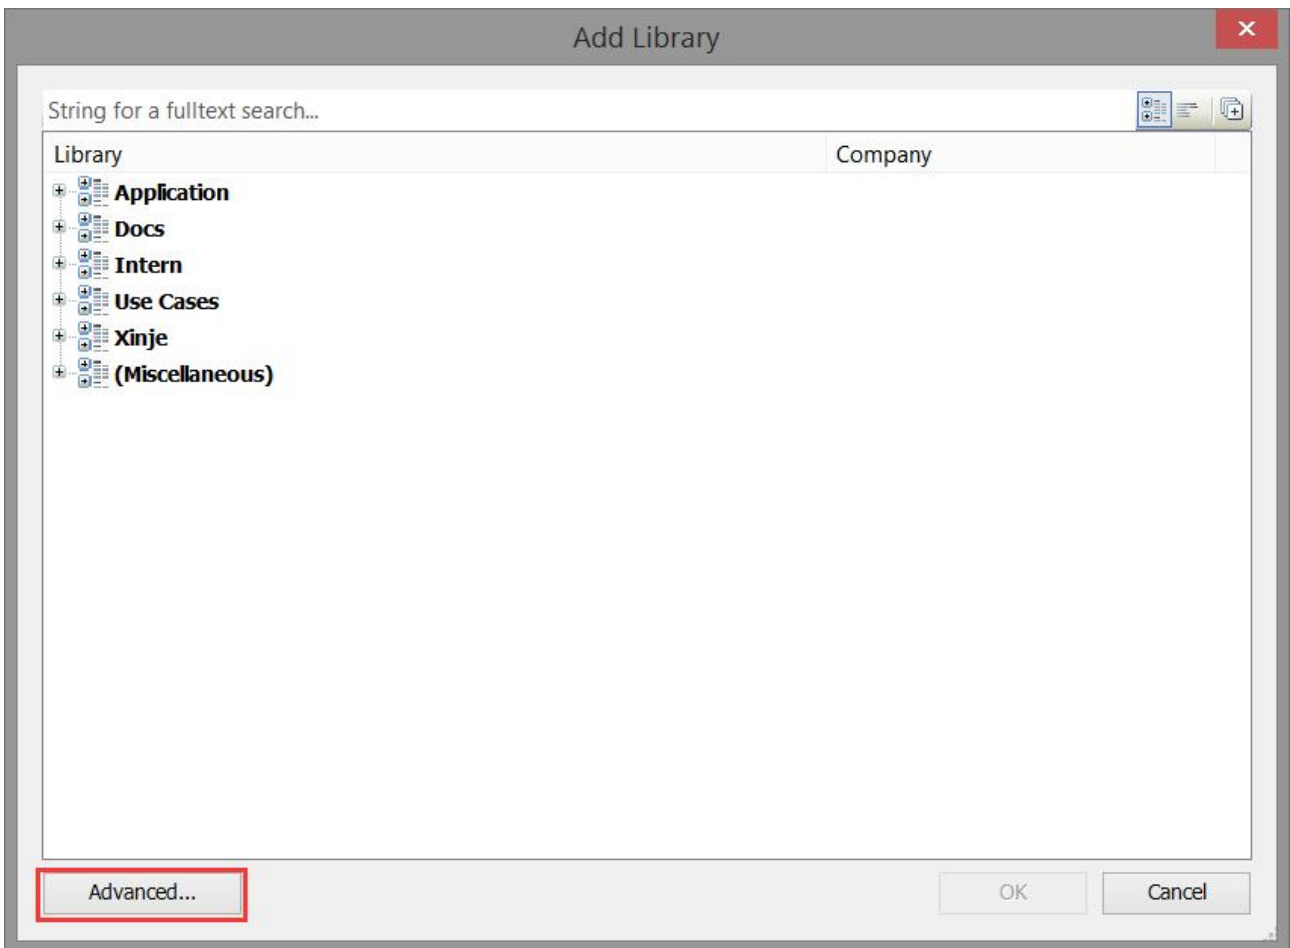 Add Library
String for a fulltext search...
Library Company
Application
Docs
Intern
Use Cases
Xinje
(Miscellaneous)
Advanced... OK Cancel